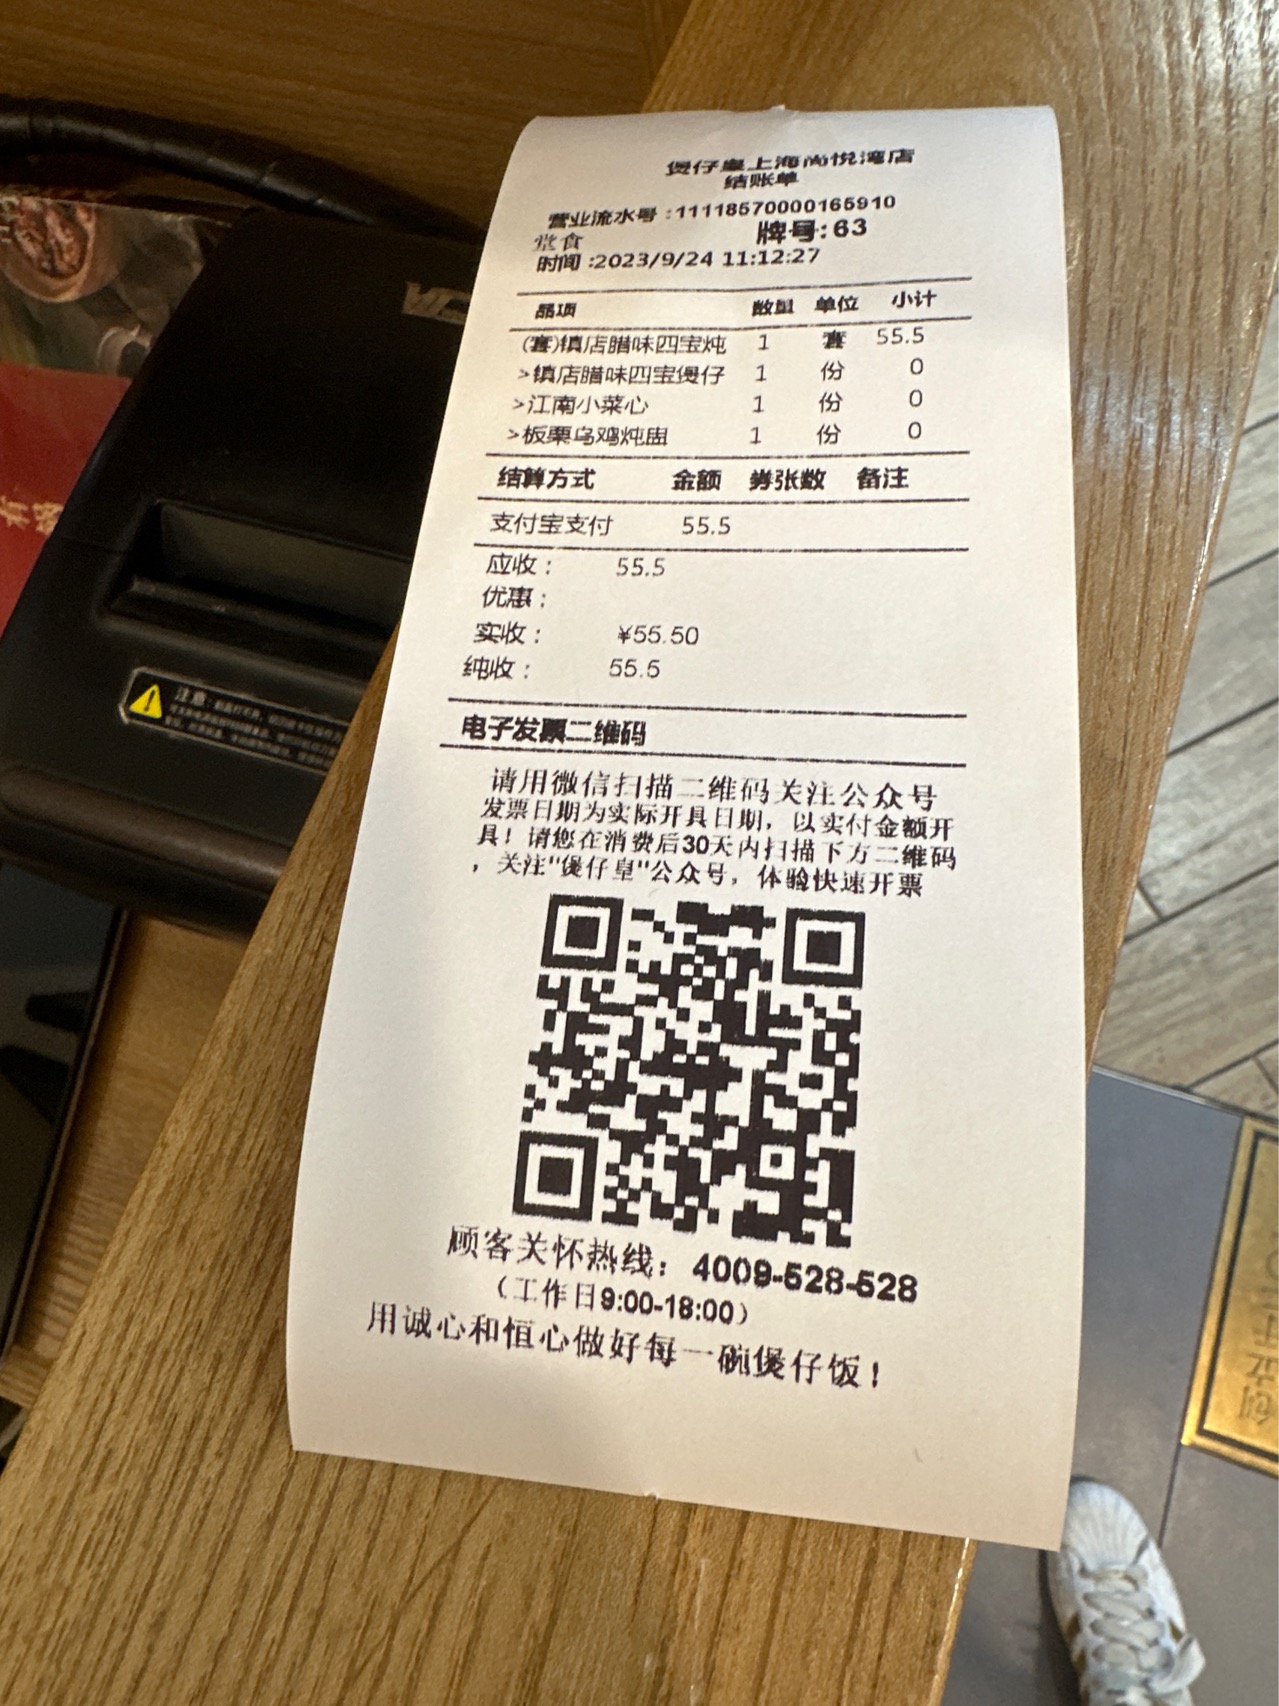 煲仔皇上海尚悦湾店
结账单
营业流水号:11118570000165910
堂食 牌号:63
时间:2023/9/24 11:12:27
品项 数量 单位 小计
(套)镇店腊味四宝炖 1 套 55.5
>镇店腊味四宝煲仔 1 份 0
>江南小菜心 1 份 0
>板栗乌鸡炖盅 1 份 0
结算方式 金额 券张数 备注
支付宝支付 55.5
应收： 55.5
优惠：
实收： ¥55.50
纯收： 55.5
电子发票二维码
请用微信扫描二维码关注公众号
发票日期为实际开具日期，以实付金额开
具！请您在消费后30天内扫描下方二维码
，关注"煲仔皇"公众号，体验快速开票
顾客关怀热线：4009-528-528
（工作日9:00-18:00）
用诚心和恒心做好每一碗煲仔饭！
注意
有